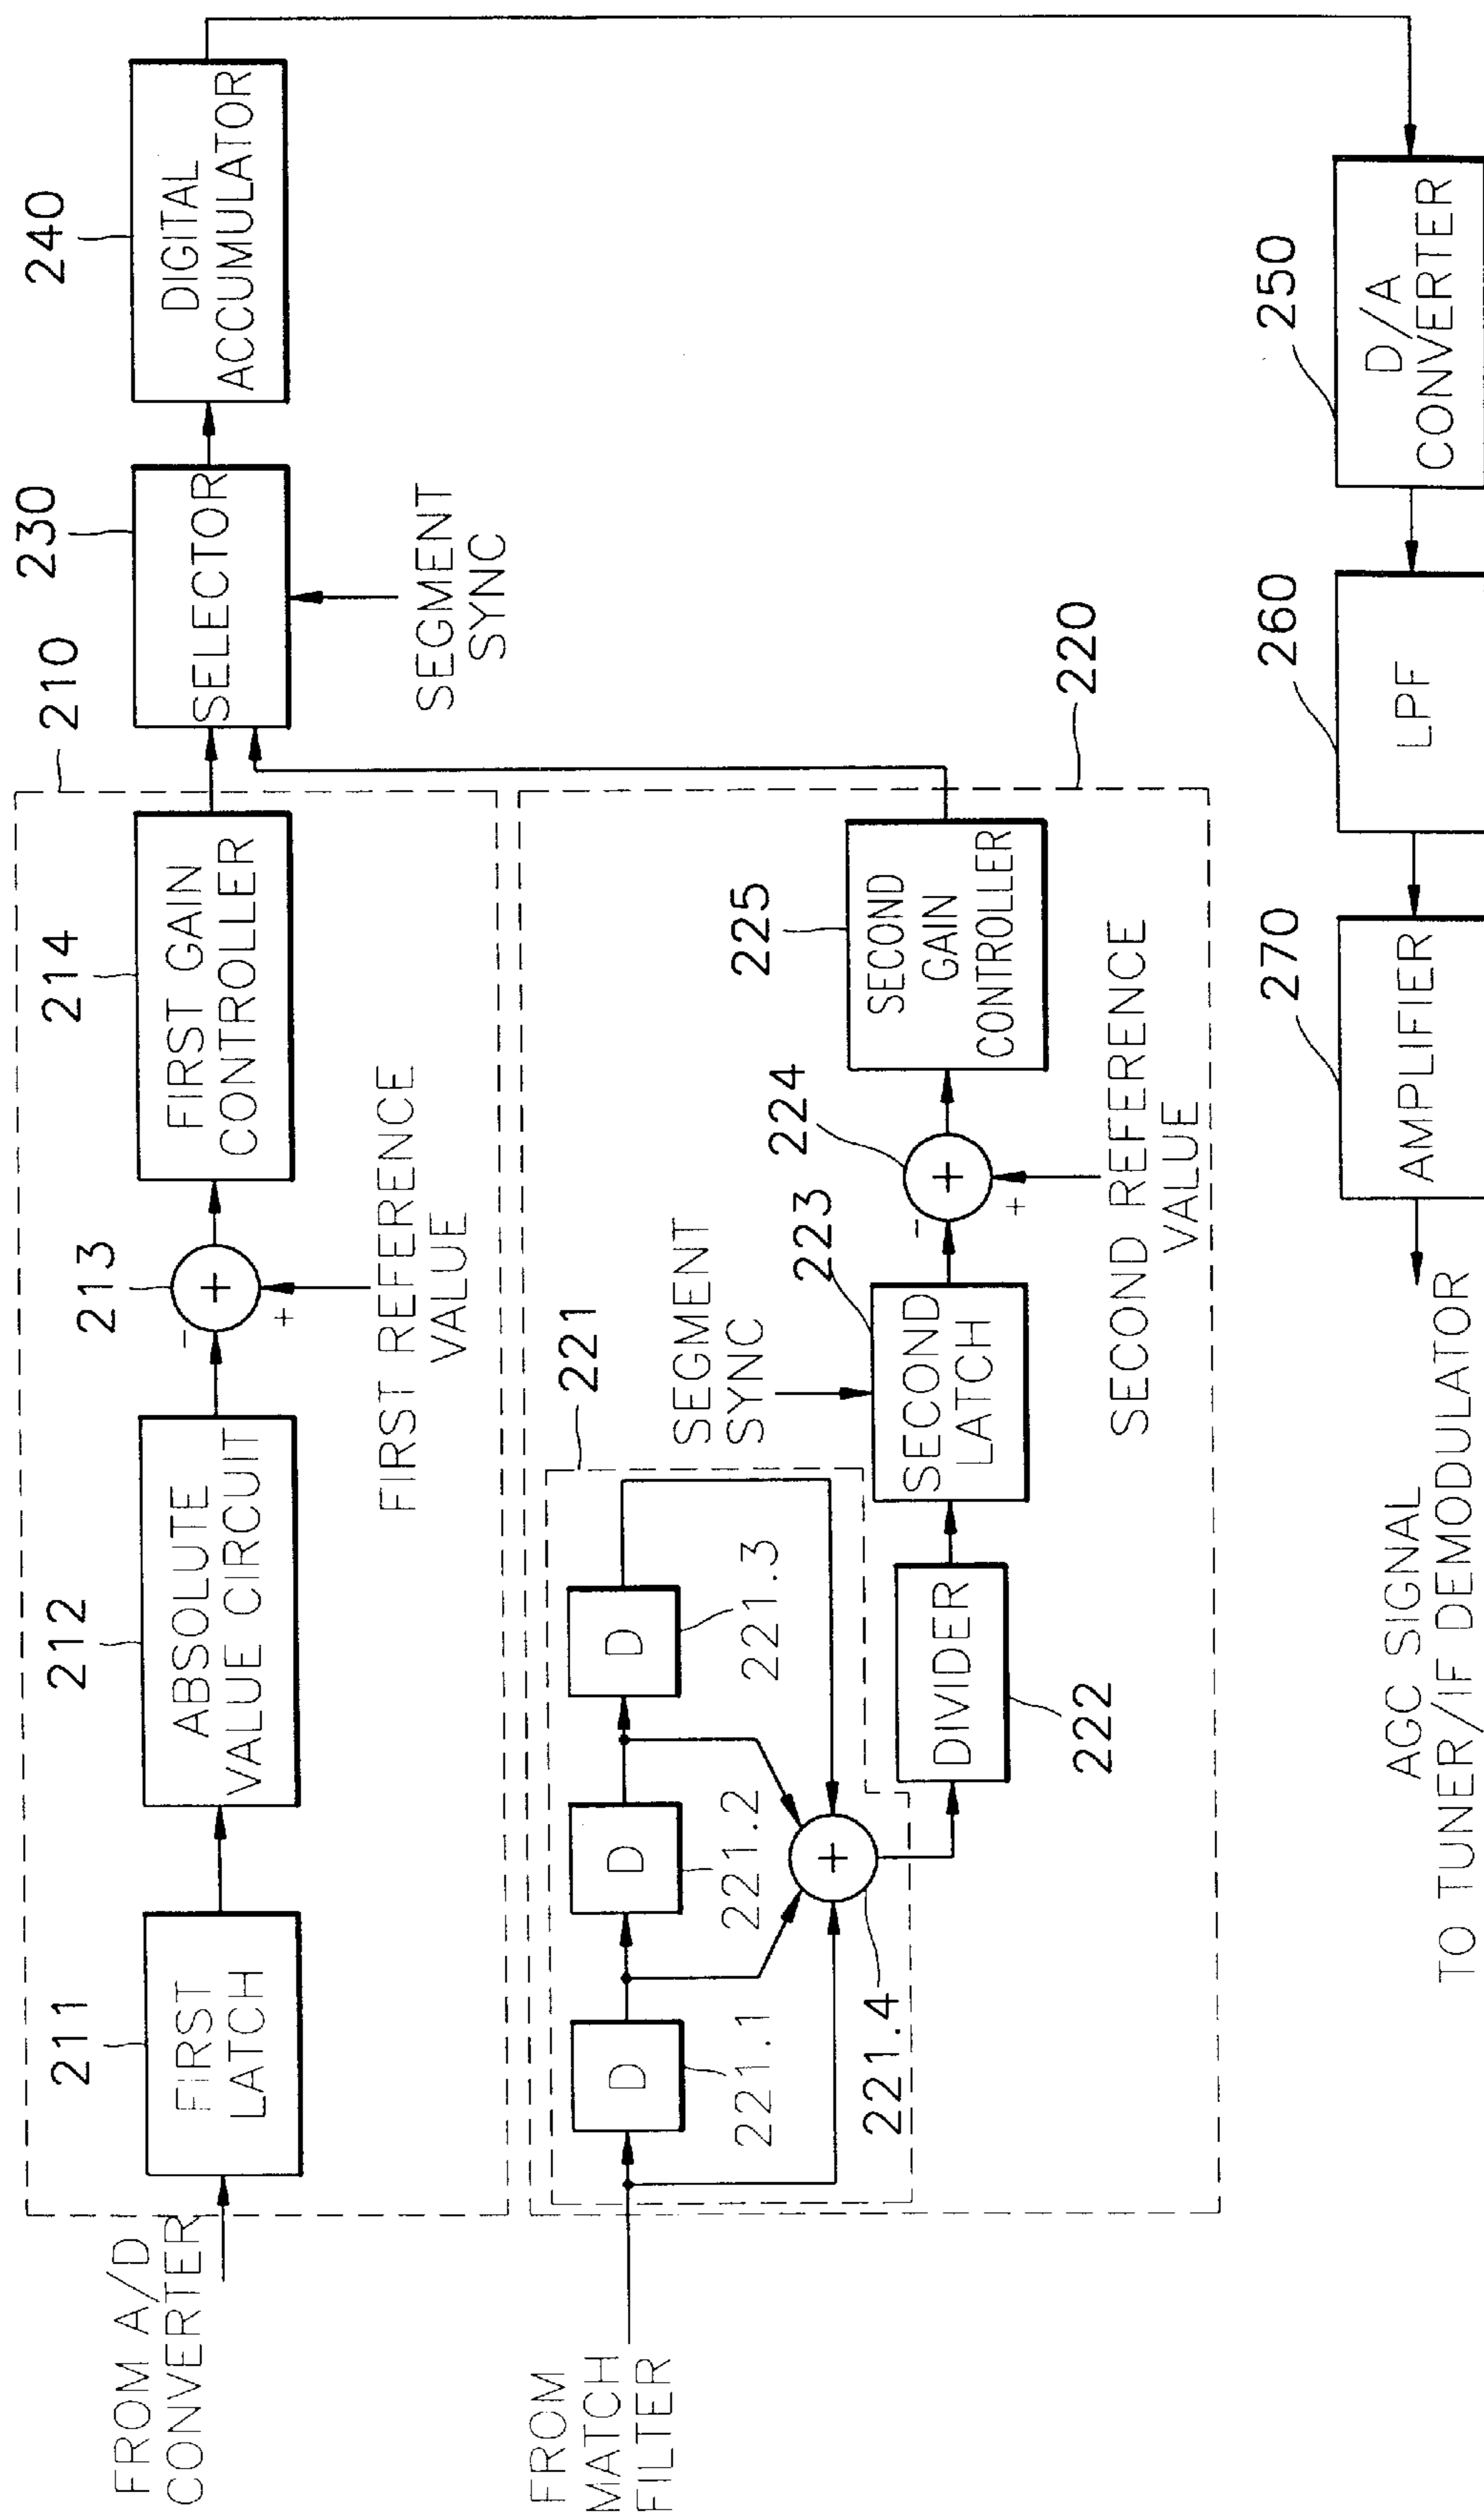 210
230
240
211
212
213
214
FROM A/D
CONVERTER
FIRST
LATCH
ABSOLUTE
VALUE CIRCUIT
-
+
+
FIRST GAIN
CONTROLLER
SELECTOR
DIGITAL
ACCUMULATOR
FIRST REFERENCE
VALUE
SEGMENT
SYNC
FROM
MATCH
FILTER
221
D
D
D
221.1
221.2
221.3
+
221.4
SEGMENT
SYNC
223
224
225
DIVIDER
222
SECOND
LATCH
-
+
+
SECOND
GAIN
CONTROLLER
220
SECOND REFERENCE
VALUE
270
260
250
AMPLIFIER
LPF
D/A
CONVERTER
AGC SIGNAL
TO TUNER/IF DEMODULATOR